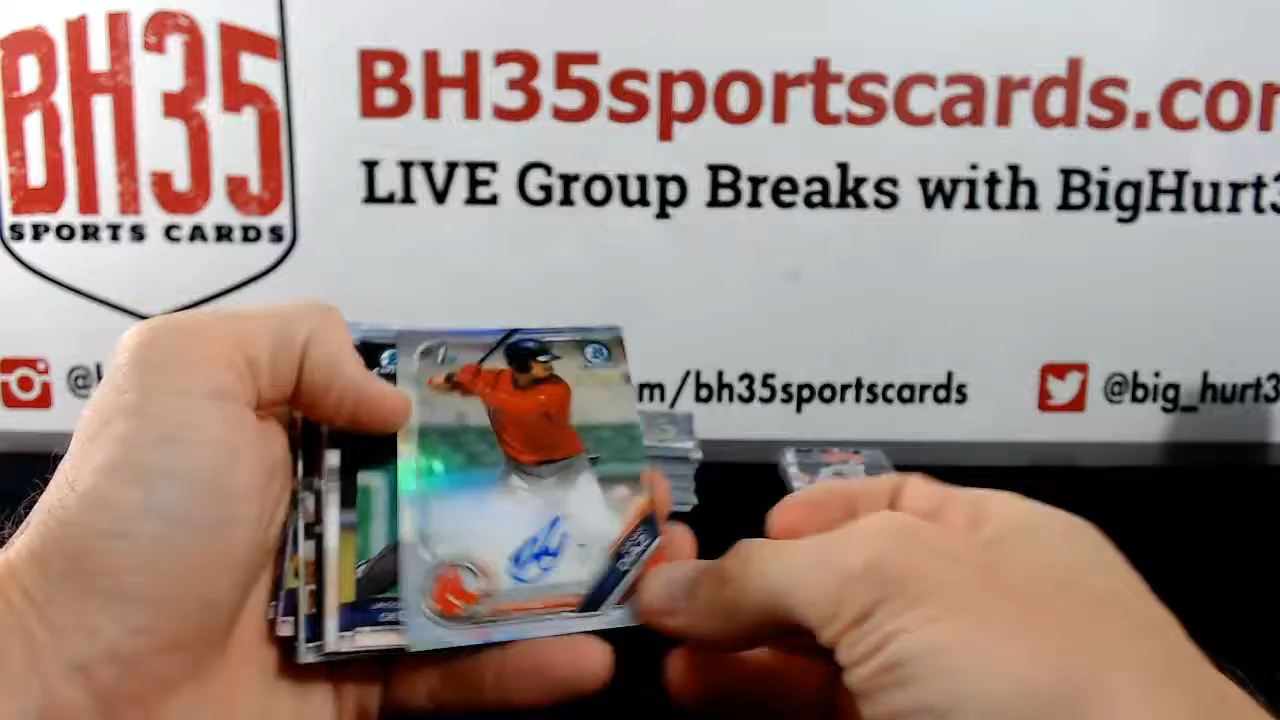 BH35
SPORTS CARDS
BH35sportscards.co
LIVE Group Breaks with BigHurt3
m/bh35sportscards
@big_hurt3